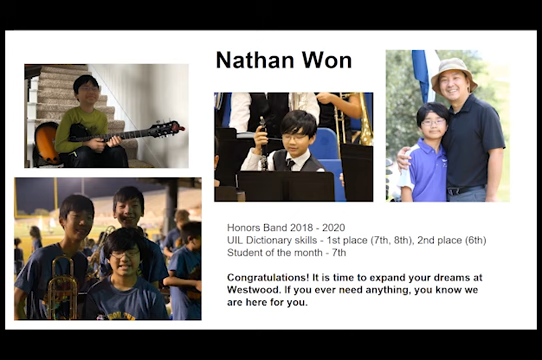 Nathan Won
Honors Band 2018 - 2020
UIL Dictionary skills - 1st place (7th, 8th), 2nd place (6th)
Student of the month - 7th
Congratulations! It is time to expand your dreams at
Westwood. If you ever need anything, you know we
are here for you.